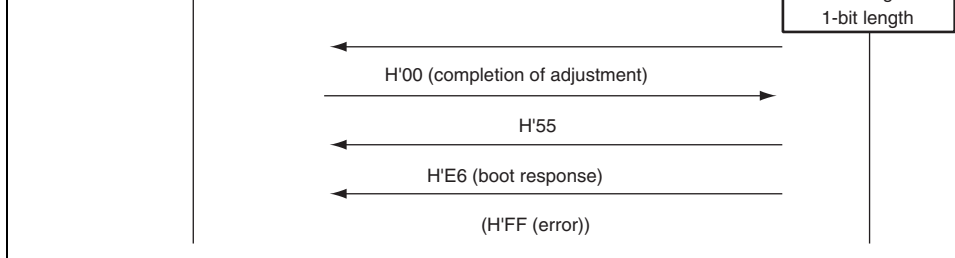 1-bit length
H'00 (completion of adjustment)
H'55
H'E6 (boot response)
(H'FF (error))